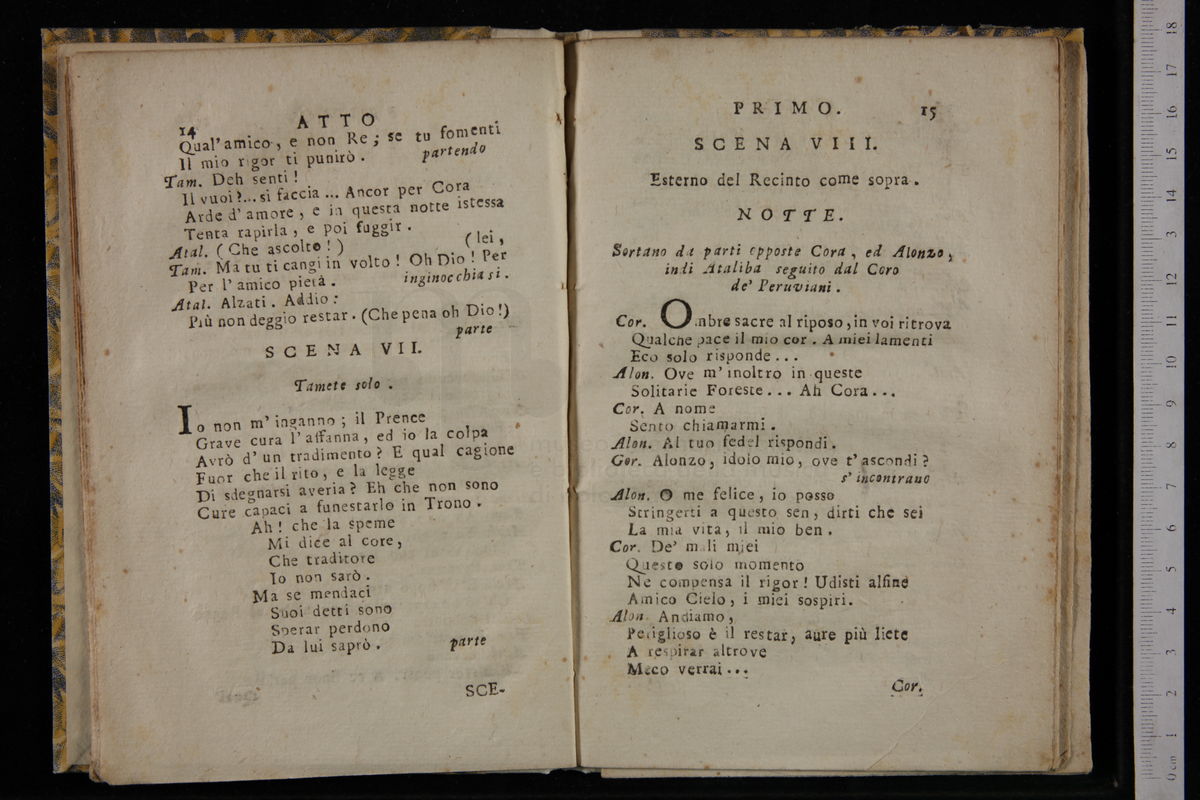 14 ATTO
Qual' amico, e non Re; se tu fomenti
Il mio rigor ti punirò. partendo
Tam. Deh senti!
Il vuoi?... si faccia ... Ancor per Cora
Arde d' amore, e in questa notte istessa
Tenta rapirla, e poi fuggir.
Atal. (Che ascolto!) (lei,
Tam. Ma tu ti cangi in volto! Oh Dio! Per
Per l' amico pietà. inginocchiasi.
Atal. Alzati. Addio:
Più non deggio restar. (Che pena oh Dio!)
parte
SCENA VII.
Tamete solo.
Io non m' inganno; il Prence
Grave cura l' affanna, ed io la colpa
Avrò d' un tradimento? E qual cagione
Fuor che il rito, e la legge
Di sdegnarsi averia? Eh che non sono
Cure capaci a funestarlo in Trono.
Ah! che la speme
Mi dice al core,
Che traditore
Io non sarò.
Ma se mendaci
Suoi detti sono
Sperar perdono
Da lui saprò. parte
SCE-
PRIMO. 15
SCENA VIII.
Esterno del Recinto come sopra.
NOTTE.
Sortano da parti opposte Cora, ed Alonzo,
indi Ataliba seguito dal Coro
de' Peruviani.
Cor. Ombre sacre al riposo, in voi ritrova
Qualche pace il mio cor. A miei lamenti
Eco solo risponde...
Alon. Ove m' inoltro in queste
Solitarie Foreste... Ah Cora...
Cor. A nome
Sento chiamarmi.
Alon. Al tuo fedel rispondi.
Cor. Alonzo, idolo mio, ove t' ascondi?
s' incontrano
Alon. O me felice, io posso
Stringerti a questo sen, dirti che sei
La mia vita, il mio ben.
Cor. De' mali miei
Questo solo momento
Ne compensa il rigor! Udisti alfine
Amico Cielo, i miei sospiri.
Alon. Andiamo,
Periglioso è il restar, aure più liete
A respirar altrove
Meco verrai...
Cor.